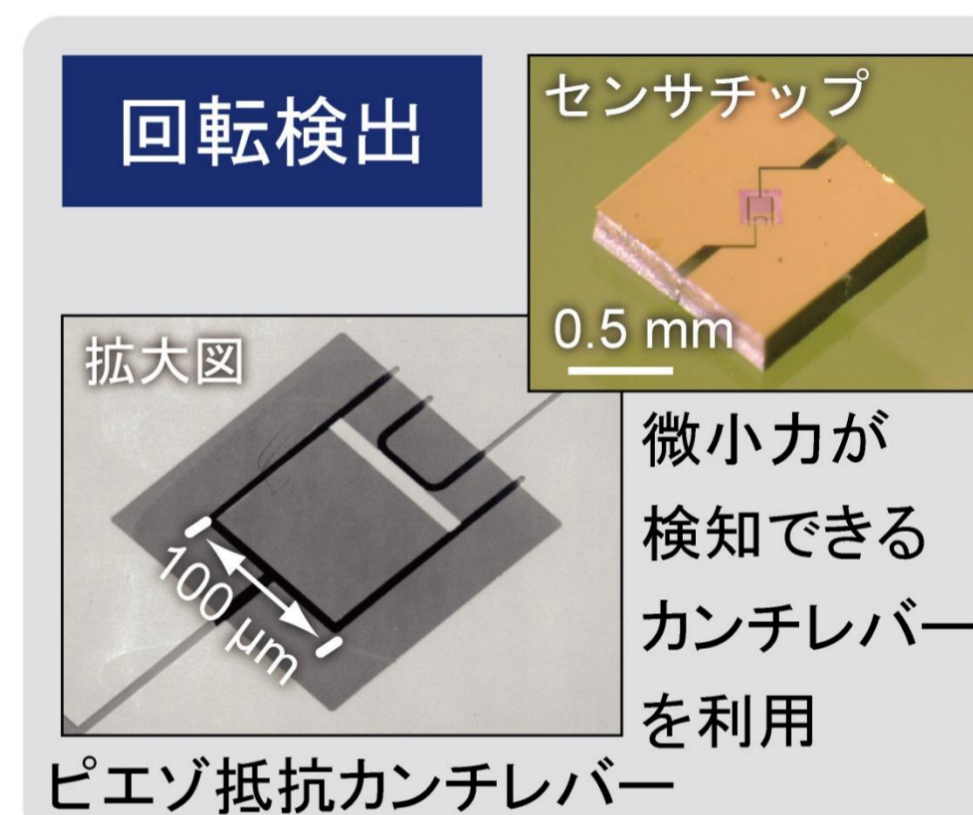 回転検出
センサチップ
0.5 mm
拡大図
100 μm
微小力が
検知できる
カンチレバー
を利用
ピエゾ抵抗カンチレバー